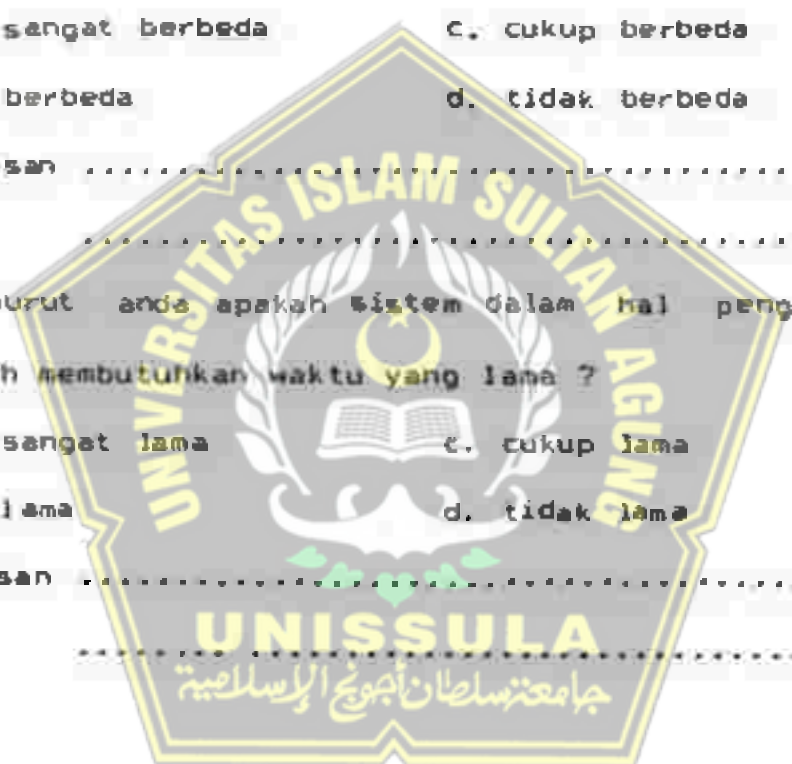 sangat berbeda c. cukup berbeda
berbeda d. tidak berbeda
san ........................................
........................................
urut anda apakah sistem dalam hal peng
h membutuhkan waktu yang lama ?
sangat lama c. cukup lama
lama d. tidak lama
san ........................................
........................................
UNIVERSITAS ISLAM SULTAN AGUNG
UNISSULA
جامعة سلطان أجونج الإسلامية